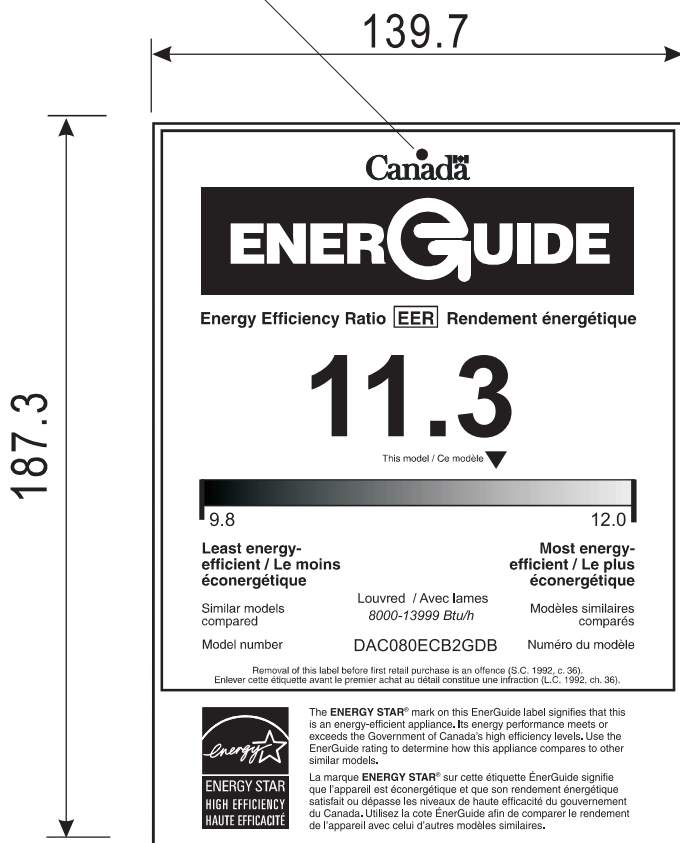 139.7
187.3
Canada
ENERGUIDE
Energy Efficiency Ratio EER Rendement énergétique
11.3
This model / Ce modèle
9.8 12.0
Least energy- Most energy-
efficient / Le moins efficient / Le plus
éconergétique éconergétique
Similar models Louvred / Avec lames Modèles similaires
compared 8000-13999 Btu/h comparés
Model number DAC080ECB2GDB Numéro du modèle
Removal of this label before first retail purchase is an offence (S.C. 1992, c. 36).
Enlever cette étiquette avant le premier achat au détail constitue une infraction (L.C. 1992, ch. 36).
energy
ENERGY STAR
HIGH EFFICIENCY
HAUTE EFFICACITÉ
The ENERGY STAR® mark on this EnerGuide label signifies that this
is an energy-efficient appliance. Its energy performance meets or
exceeds the Government of Canada's high efficiency levels. Use the
EnerGuide rating to determine how this appliance compares to other
similar models.
La marque ENERGY STAR® sur cette étiquette ÉnerGuide signifie
que l'appareil est éconergétique et que son rendement énergétique
satisfait ou dépasse les niveaux de haute efficacité du gouvernement
du Canada. Utilisez la cote ÉnerGuide afin de comparer le rendement
de l'appareil avec celui d'autres modèles similaires.